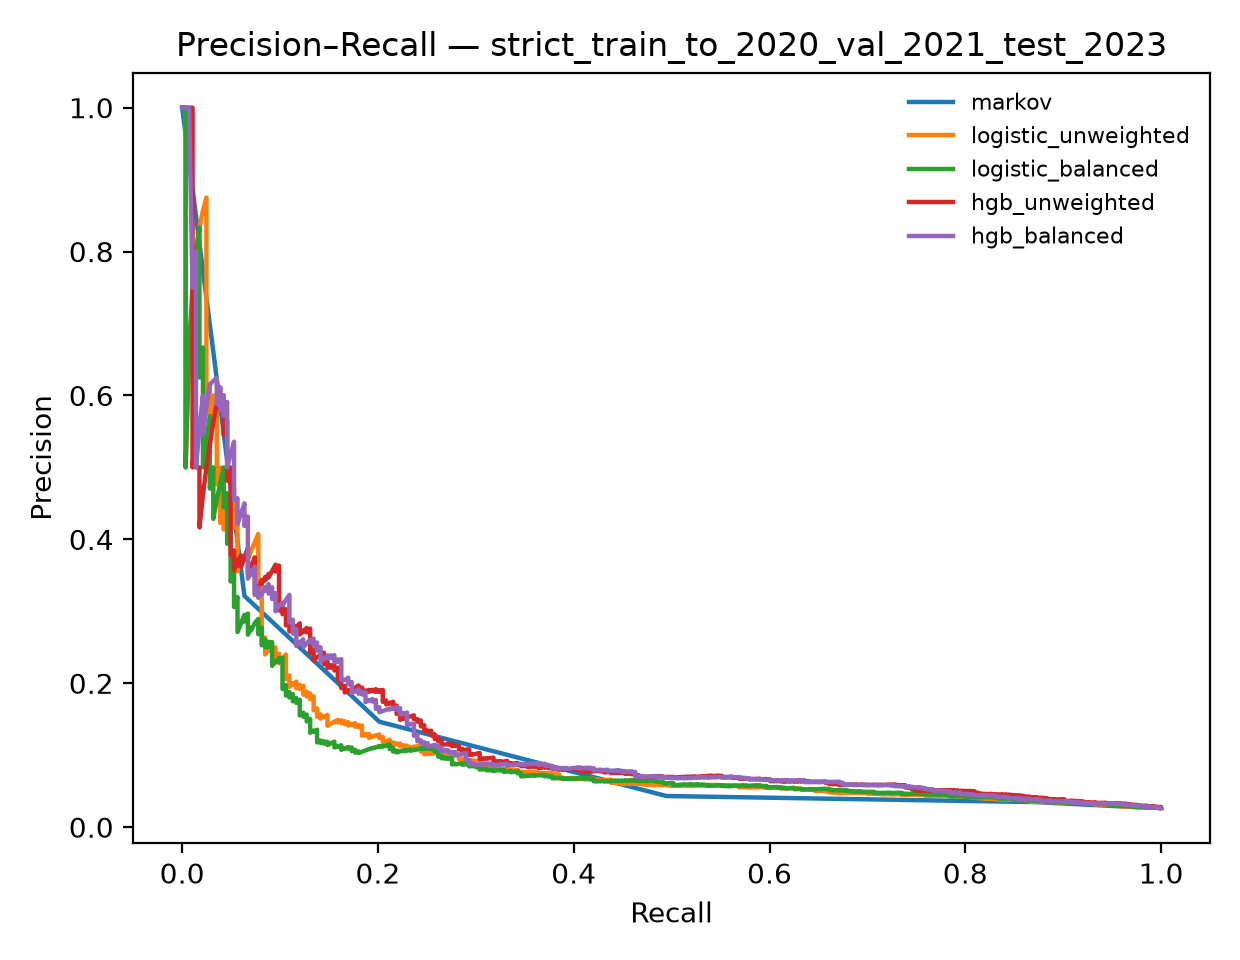 Precision–Recall — strict_train_to_2020_val_2021_test_2023
markov
logistic_unweighted
logistic_balanced
hgb_unweighted
hgb_balanced
Precision
1.0
0.8
0.6
0.4
0.2
0.0
0.0 0.2 0.4 0.6 0.8 1.0
Recall